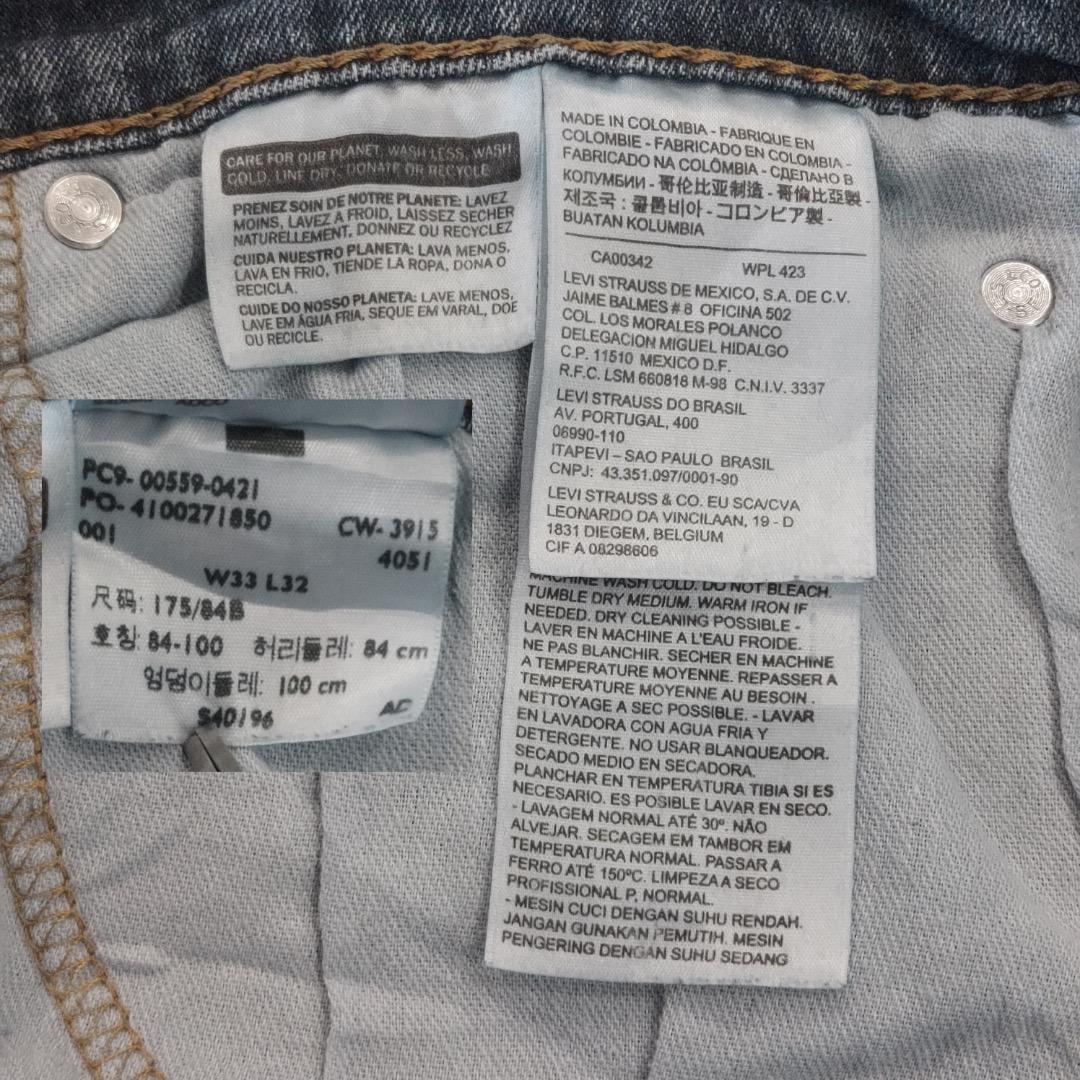 CARE FOR OUR PLANET. WASH LESS, WASH
COLD, LINE DRY, DONATE OR RECYCLE
PRENEZ SOIN DE NOTRE PLANETE: LAVEZ
MOINS, LAVEZ A FROID, LAISSEZ SECHER
NATURELLEMENT, DONNEZ OU RECYCLEZ
CUIDA NUESTRO PLANETA: LAVA MENOS,
LAVA EN FRIO, TIENDE LA ROPA, DONA O
RECICLA.
CUIDE DO NOSSO PLANETA: LAVE MENOS,
LAVE EM ÁGUA FRIA, SEQUE EM VARAL, DOE
OU RECICLE.
MADE IN COLOMBIA - FABRIQUE EN
COLOMBIE - FABRICADO EN COLOMBIA -
FABRICADO NA COLÔMBIA - СДЕЛАНО В
КОЛУМБИИ - 哥伦比亚制造 - 哥倫比亞製 -
제조국 : 콜롬비아 - コロンビア製 -
BUATAN KOLUMBIA
CA00342 WPL 423
LEVI STRAUSS DE MEXICO, S.A. DE C.V.
JAIME BALMES # 8 OFICINA 502
COL. LOS MORALES POLANCO
DELEGACION MIGUEL HIDALGO
C.P. 11510 MEXICO D.F.
R.F.C. LSM 660818 M-98 C.N.I.V. 3337
LEVI STRAUSS DO BRASIL
AV. PORTUGAL, 400
06990-110
ITAPEVI – SAO PAULO BRASIL
CNPJ: 43.351.097/0001-90
LEVI STRAUSS & CO. EU SCA/CVA
LEONARDO DA VINCILAAN, 19 - D
1831 DIEGEM, BELGIUM
CIF A 08298606
MACHINE WASH COLD. DO NOT BLEACH.
TUMBLE DRY MEDIUM. WARM IRON IF
NEEDED. DRY CLEANING POSSIBLE -
LAVER EN MACHINE A L'EAU FROIDE.
NE PAS BLANCHIR. SECHER EN MACHINE
A TEMPERATURE MOYENNE. REPASSER A
TEMPERATURE MOYENNE AU BESOIN.
NETTOYAGE A SEC POSSIBLE. - LAVAR
EN LAVADORA CON AGUA FRIA Y
DETERGENTE. NO USAR BLANQUEADOR.
SECADO MEDIO EN SECADORA.
PLANCHAR EN TEMPERATURA TIBIA SI ES
NECESARIO. ES POSIBLE LAVAR EN SECO.
- LAVAGEM NORMAL ATÉ 30º. NÃO
ALVEJAR. SECAGEM EM TAMBOR EM
TEMPERATURA NORMAL. PASSAR A
FERRO ATÉ 150ºC. LIMPEZA A SECO
PROFISSIONAL P, NORMAL.
- MESIN CUCI DENGAN SUHU RENDAH.
JANGAN GUNAKAN PEMUTIH. MESIN
PENGERING DENGAN SUHU SEDANG
PC9- 00559-0421
PO- 4100271850
001 CW- 3915
4051
W33 L32
尺码: 175/84B
호칭: 84-100 허리둘레: 84 cm
엉덩이둘레: 100 cm
S40/96 AD